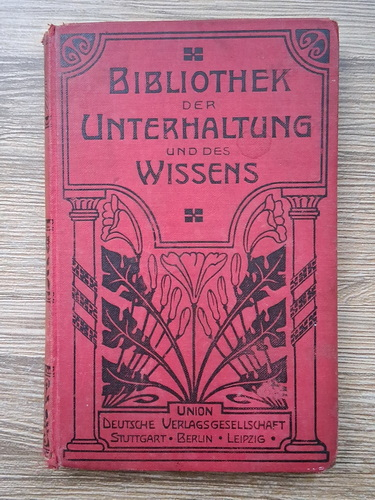 BIBLIOTHEK
DER
UNTERHALTUNG
UND DES
WISSENS
UNION
DEUTSCHE VERLAGSGESELLSCHAFT
STUTTGART • BERLIN • LEIPZIG •